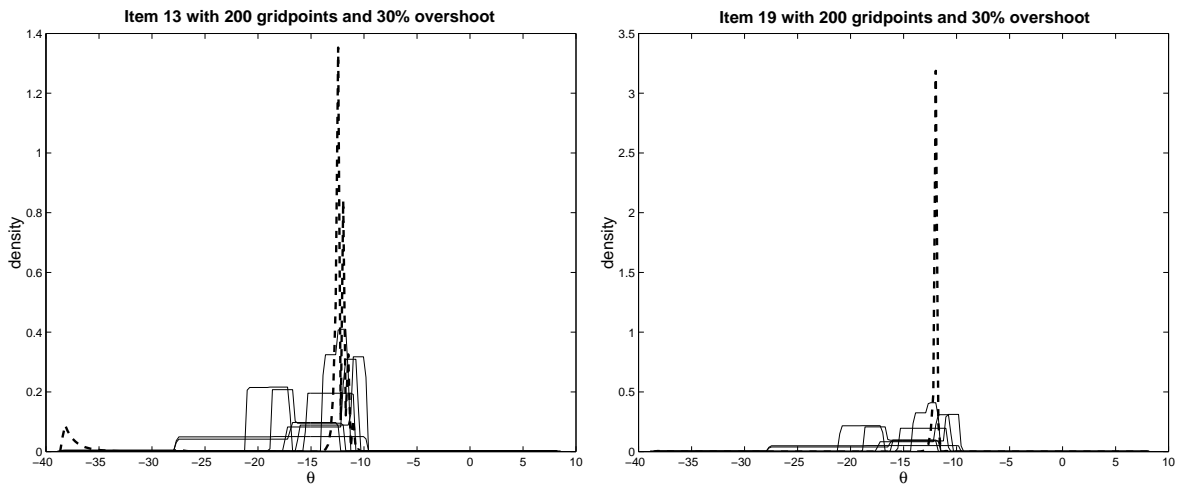 Item 13 with 200 gridpoints and 30% overshoot
1.4
1.2
1
0.8
0.6
0.4
0.2
0
density
−40 −35 −30 −25 −20 −15 −10 −5 0 5 10
θ
Item 19 with 200 gridpoints and 30% overshoot
3.5
3
2.5
2
1.5
1
0.5
0
density
−40 −35 −30 −25 −20 −15 −10 −5 0 5 10
θ